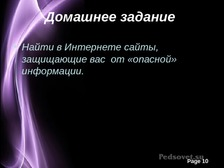 Домашнее задание
Найти в Интернете сайты,
защищающие вас от «опасной»
информации.
Pedsovet.su
Page 10